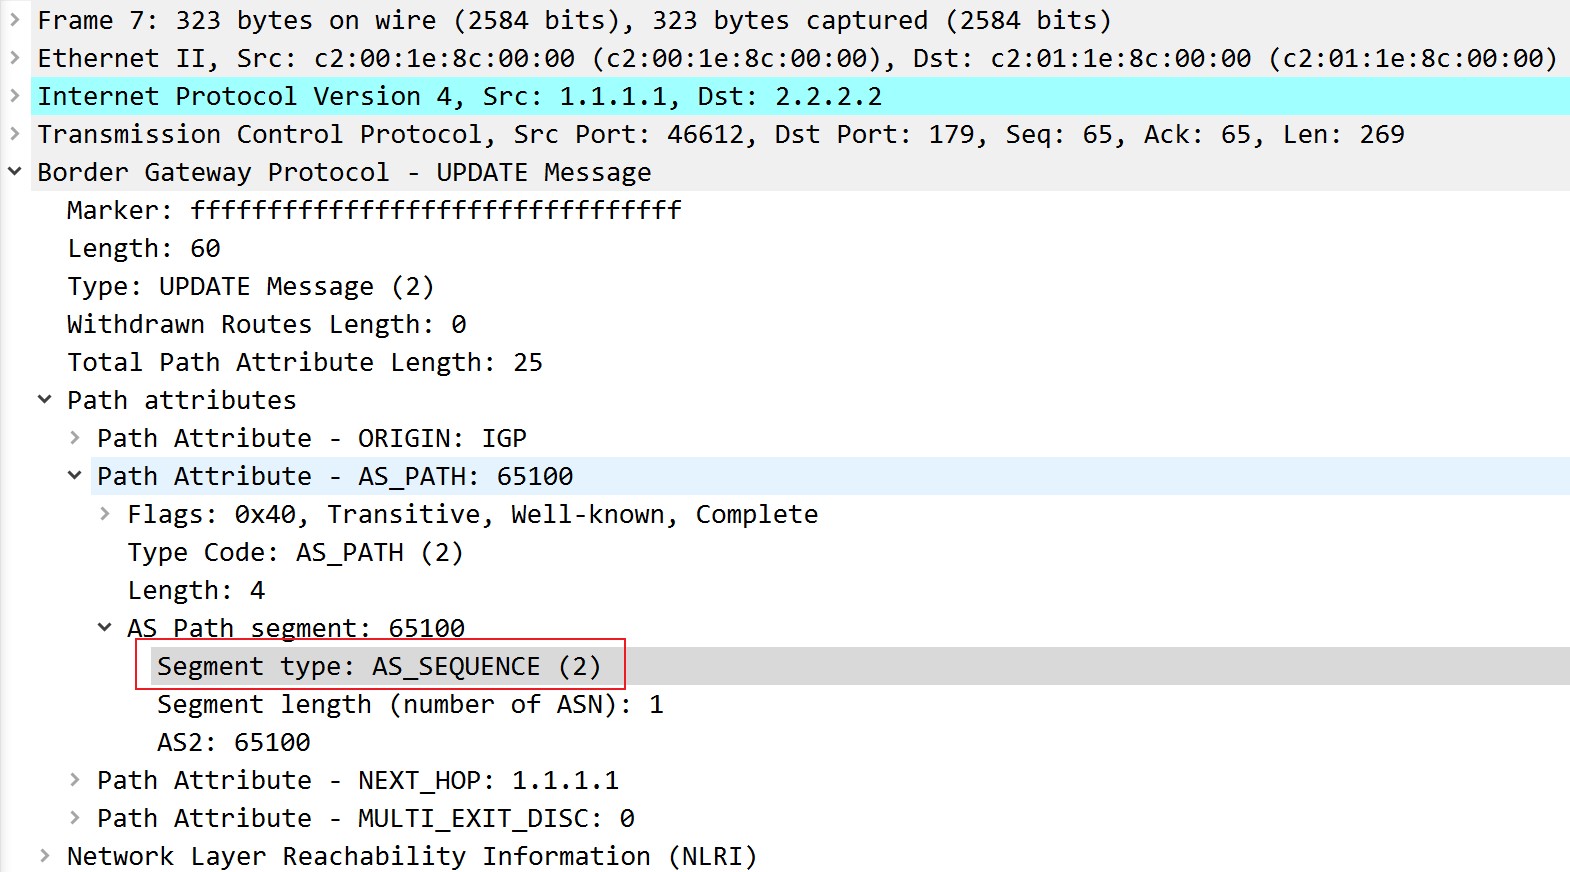 Frame 7: 323 bytes on wire (2584 bits), 323 bytes captured (2584 bits)
Ethernet II, Src: c2:00:1e:8c:00:00 (c2:00:1e:8c:00:00), Dst: c2:01:1e:8c:00:00 (c2:01:1e:8c:00:00)
Internet Protocol Version 4, Src: 1.1.1.1, Dst: 2.2.2.2
Transmission Control Protocol, Src Port: 46612, Dst Port: 179, Seq: 65, Ack: 65, Len: 269
Border Gateway Protocol - UPDATE Message
Marker: ffffffffffffffffffffffffffffffff
Length: 60
Type: UPDATE Message (2)
Withdrawn Routes Length: 0
Total Path Attribute Length: 25
Path attributes
Path Attribute - ORIGIN: IGP
Path Attribute - AS_PATH: 65100
Flags: 0x40, Transitive, Well-known, Complete
Type Code: AS_PATH (2)
Length: 4
AS Path segment: 65100
Segment type: AS_SEQUENCE (2)
Segment length (number of ASN): 1
AS2: 65100
Path Attribute - NEXT_HOP: 1.1.1.1
Path Attribute - MULTI_EXIT_DISC: 0
Network Layer Reachability Information (NLRI)